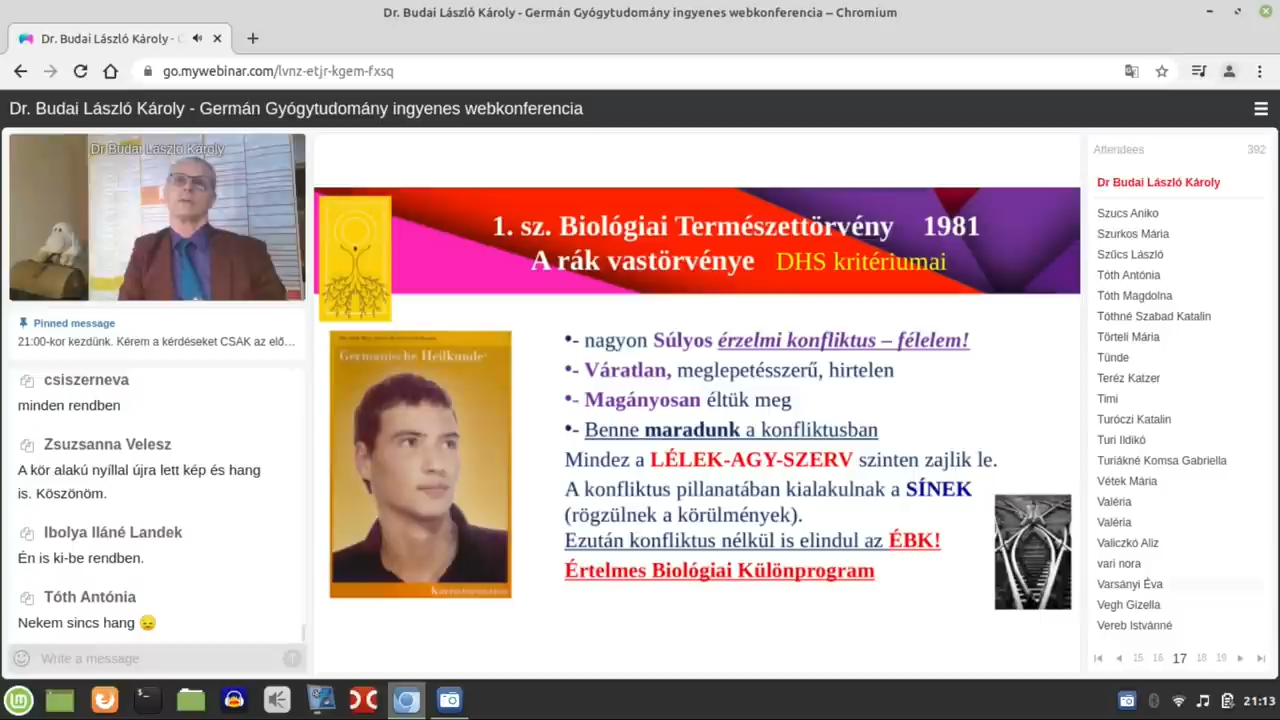 Dr. Budai László Károly - Germán Gyógytudomány ingyenes webkonferencia – Chromium
Dr. Budai László Károly -
go.mywebinar.com/lvnz-etjr-kgem-fxsq
Dr. Budai László Károly - Germán Gyógytudomány ingyenes webkonferencia
Dr Budai László Károly
Pinned message
21:00-kor kezdünk. Kérem a kérdéseket CSAK az elő…
csiszerneva
minden rendben
Zsuzsanna Velesz
A kör alakú nyíllal újra lett kép és hang
is. Köszönöm.
Ibolya Iláné Landek
Én is ki-be rendben.
Tóth Antónia
Nekem sincs hang 😔
Write a message
1. sz. Biológiai Természettörvény 1981
A rák vastörvénye DHS kritériumai
Germanische Heilkunde
•- nagyon Súlyos érzelmi konfliktus – félelem!
•- Váratlan, meglepetésszerű, hirtelen
•- Magányosan éltük meg
•- Benne maradunk a konfliktusban
Mindez a LÉLEK-AGY-SZERV szinten zajlik le.
A konfliktus pillanatában kialakulnak a SÍNEK
(rögzülnek a körülmények).
Ezután konfliktus nélkül is elindul az ÉBK!
Értelmes Biológiai Különprogram
Attendees 392
Dr Budai László Károly
Szucs Aniko
Szurkos Mária
Szűcs László
Tóth Antónia
Tóth Magdolna
Tóthné Szabad Katalin
Törteli Mária
Tünde
Teréz Katzer
Timi
Turóczi Katalin
Turi Ildikó
Turiákné Komsa Gabriella
Vétek Mária
Valéria
Valéria
Valiczkó Aliz
vari nora
Varsányi Éva
Vegh Gizella
Vereb Istvánné
15 16 17 18 19
21:13